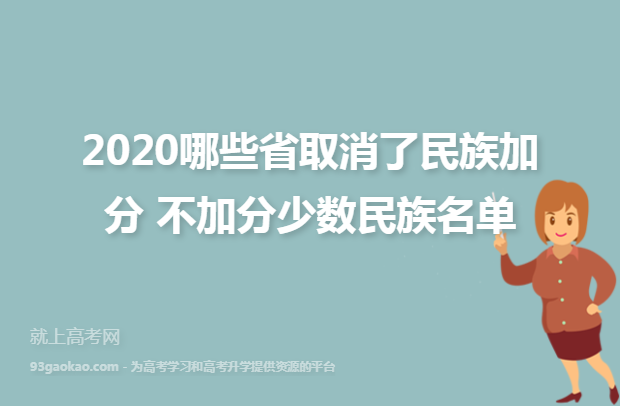 2020哪些省取消了民族加
分 不加分少数民族名单
就上高考网
93gaokao.com - 为高考学习和高考升学提供资源的平台